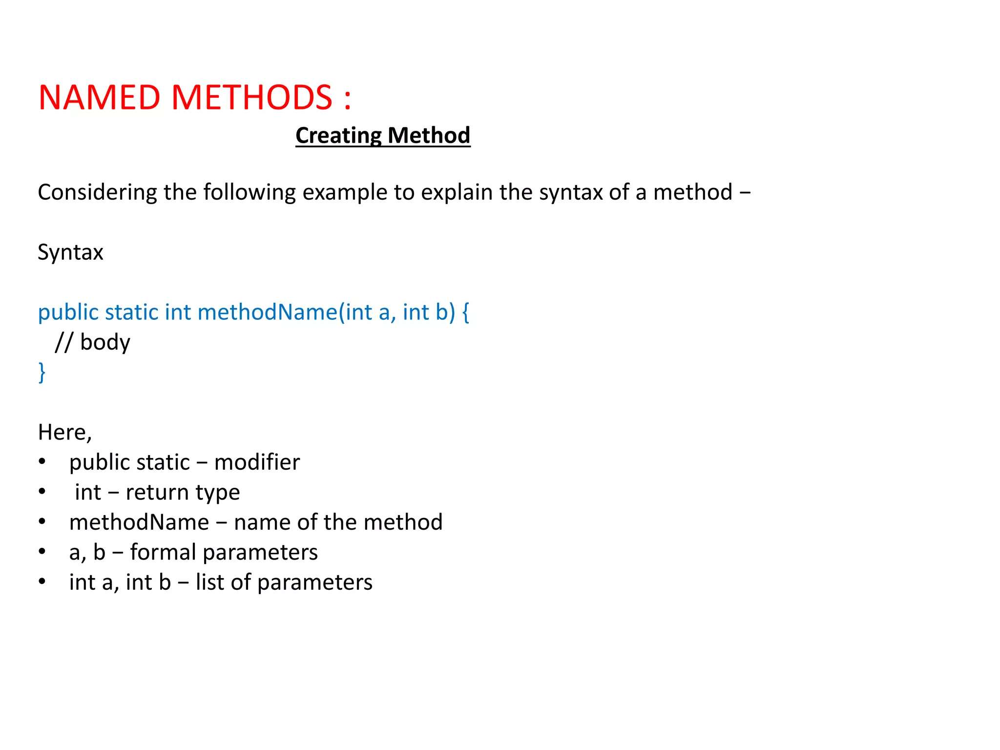 NAMED METHODS :
Creating Method
Considering the following example to explain the syntax of a method −
Syntax
public static int methodName(int a, int b) {
// body
}
Here,
• public static − modifier
• int − return type
• methodName − name of the method
• a, b − formal parameters
• int a, int b − list of parameters